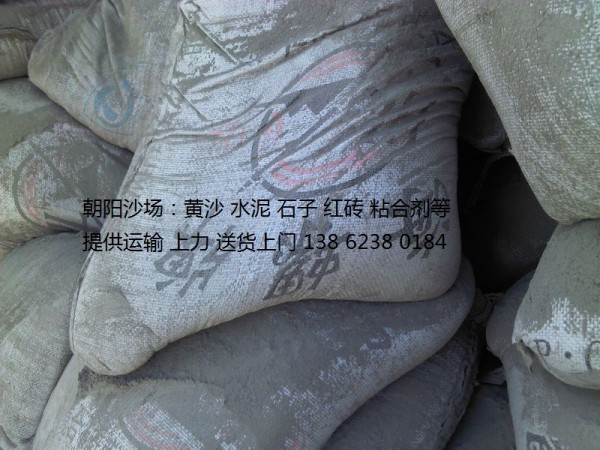 朝阳沙场：黄沙 水泥 石子 红砖 粘合剂等
提供运输 上力 送货上门 138 6238 0184